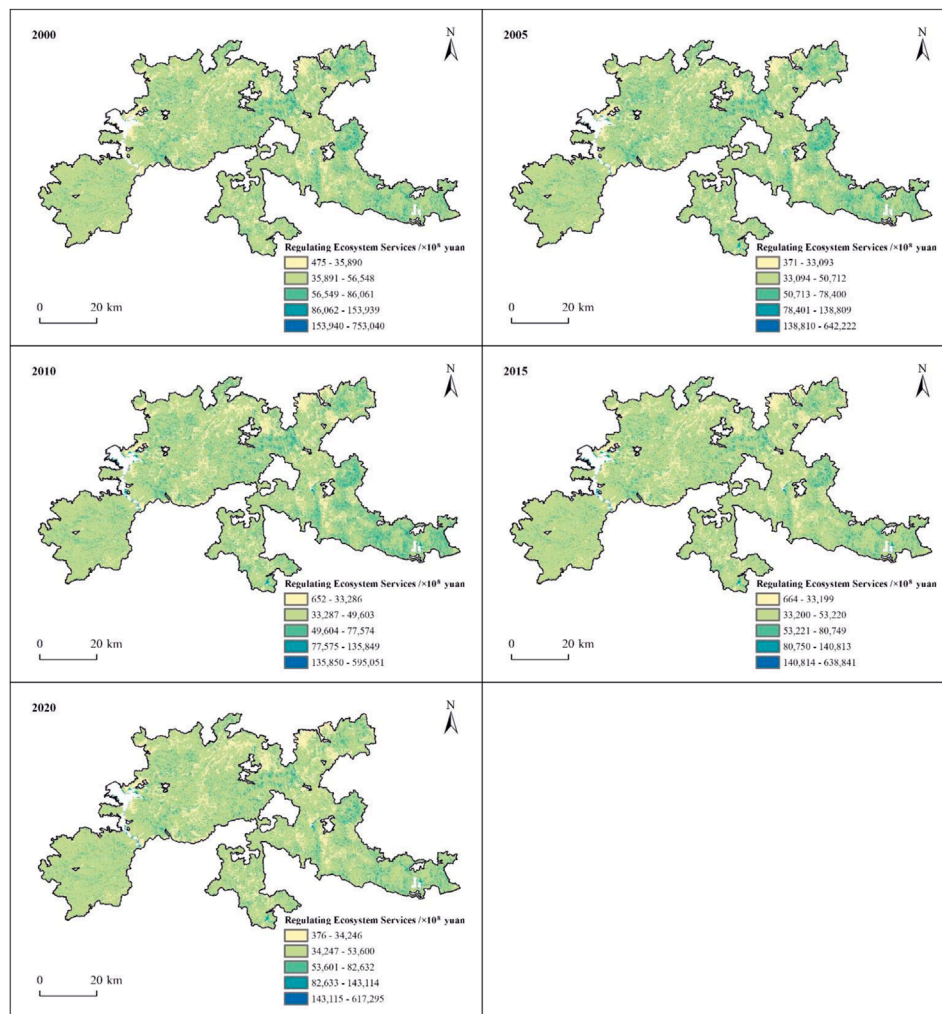 2000
N
Regulating Ecosystem Services /×10⁸ yuan
475 - 35,890
35,891 - 56,548
56,549 - 86,061
86,062 - 153,939
153,940 - 753,040
0 20 km
2005
N
Regulating Ecosystem Services /×10⁸ yuan
371 - 33,093
33,094 - 50,712
50,713 - 78,400
78,401 - 138,809
138,810 - 642,222
0 20 km
2010
N
Regulating Ecosystem Services /×10⁸ yuan
652 - 33,286
33,287 - 49,603
49,604 - 77,574
77,575 - 135,849
135,850 - 595,051
0 20 km
2015
N
Regulating Ecosystem Services /×10⁸ yuan
664 - 33,199
33,200 - 53,220
53,221 - 80,749
80,750 - 140,813
140,814 - 638,841
0 20 km
2020
N
Regulating Ecosystem Services /×10⁸ yuan
376 - 34,246
34,247 - 53,600
53,601 - 82,632
82,633 - 143,114
143,115 - 617,295
0 20 km